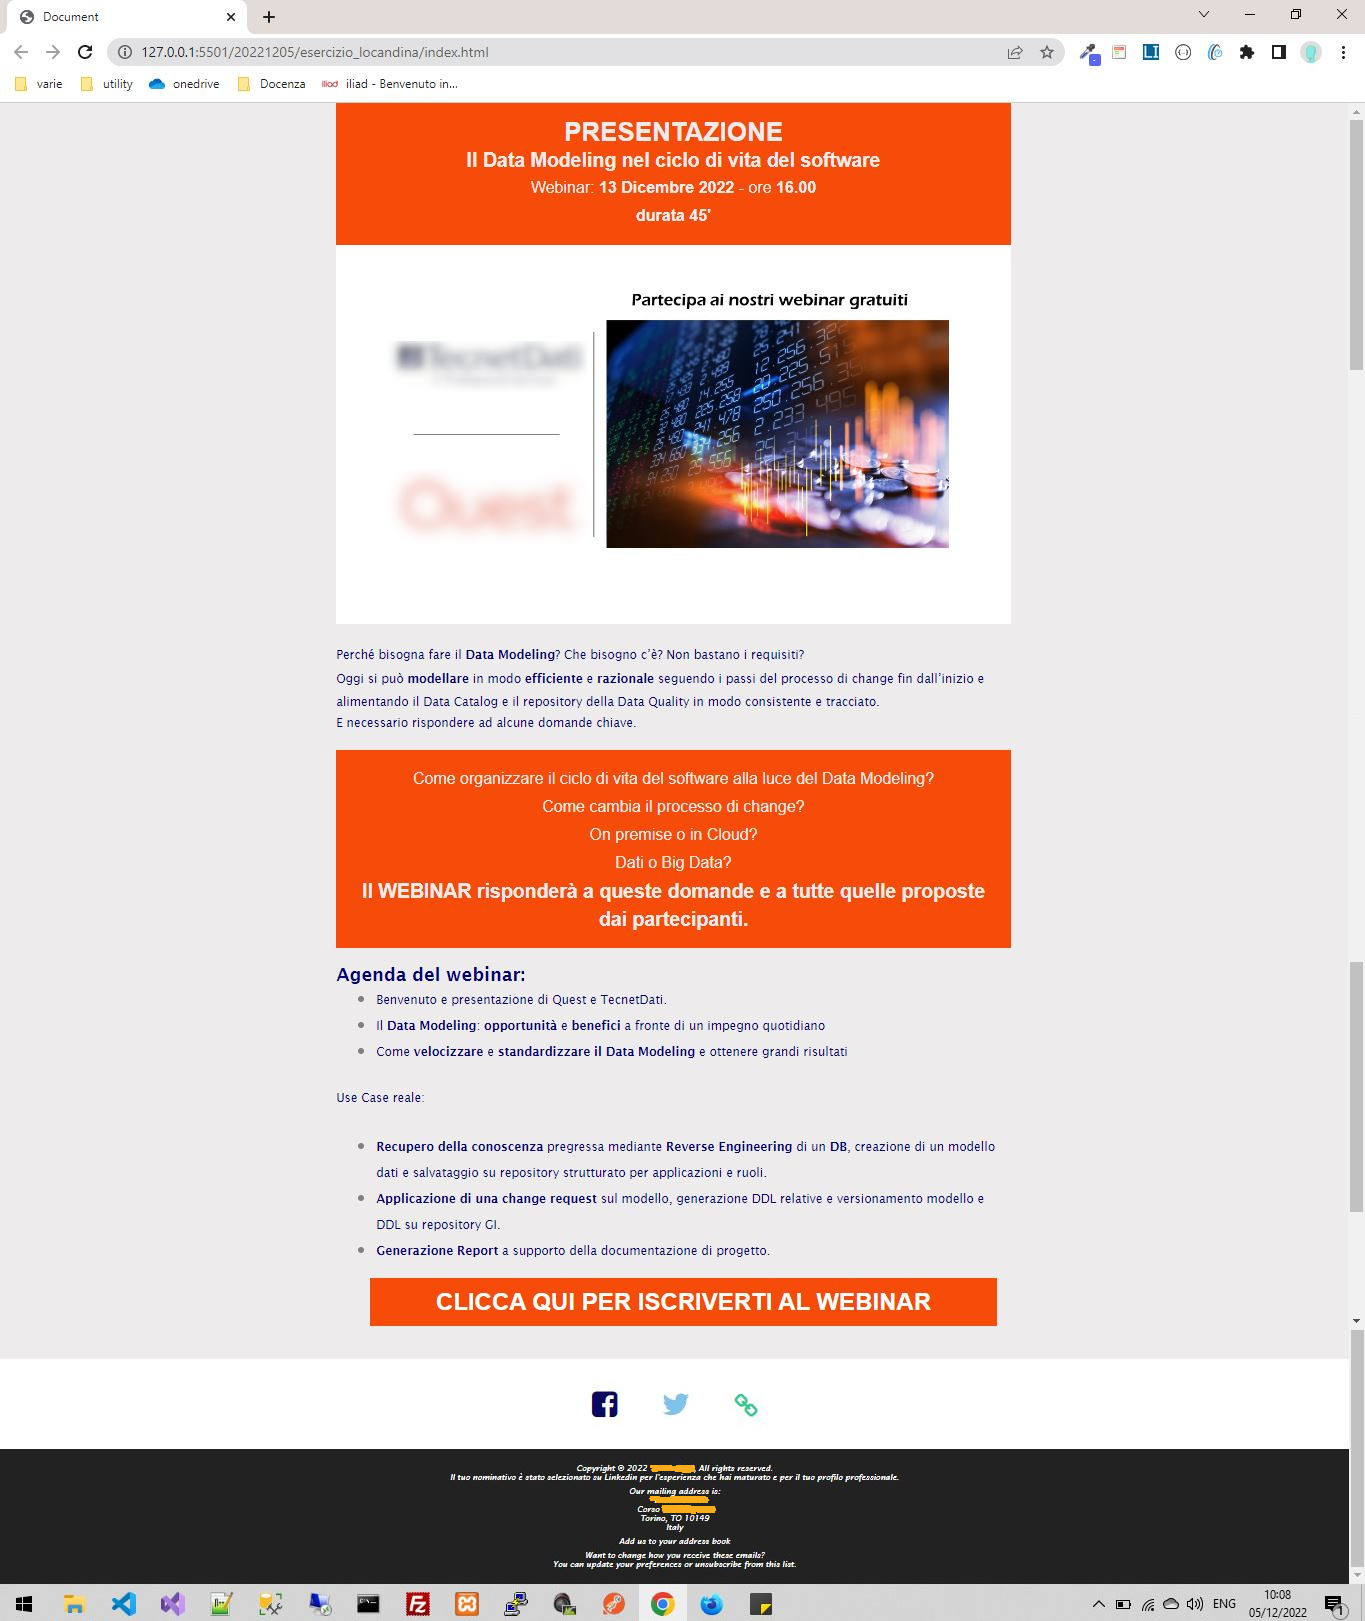 Document
127.0.0.1:5501/20221205/esercizio_locandina/index.html
varie utility onedrive Docenza iliad iliad - Benvenuto in...
PRESENTAZIONE
Il Data Modeling nel ciclo di vita del software
Webinar: 13 Dicembre 2022 - ore 16.00
durata 45'
Partecipa ai nostri webinar gratuiti
TecnetDati
Quest
Perché bisogna fare il Data Modeling? Che bisogno c'è? Non bastano i requisiti?
Oggi si può modellare in modo efficiente e razionale seguendo i passi del processo di change fin dall'inizio e
alimentando il Data Catalog e il repository della Data Quality in modo consistente e tracciato.
E necessario rispondere ad alcune domande chiave.
Come organizzare il ciclo di vita del software alla luce del Data Modeling?
Come cambia il processo di change?
On premise o in Cloud?
Dati o Big Data?
Il WEBINAR risponderà a queste domande e a tutte quelle proposte
dai partecipanti.
Agenda del webinar:
Benvenuto e presentazione di Quest e TecnetDati.
Il Data Modeling: opportunità e benefici a fronte di un impegno quotidiano
Come velocizzare e standardizzare il Data Modeling e ottenere grandi risultati
Use Case reale:
Recupero della conoscenza pregressa mediante Reverse Engineering di un DB, creazione di un modello
dati e salvataggio su repository strutturato per applicazioni e ruoli.
Applicazione di una change request sul modello, generazione DDL relative e versionamento modello e
DDL su repository GI.
Generazione Report a supporto della documentazione di progetto.
CLICCA QUI PER ISCRIVERTI AL WEBINAR
Copyright © 2022 , All rights reserved.
Il tuo nominativo è stato selezionato su Linkedin per l'esperienza che hai maturato e per il tuo profilo professionale.
Our mailing address is:
Corso
Torino, TO 10149
Italy
Add us to your address book
Want to change how you receive these emails?
You can update your preferences or unsubscribe from this list.
ENG
10:08
05/12/2022